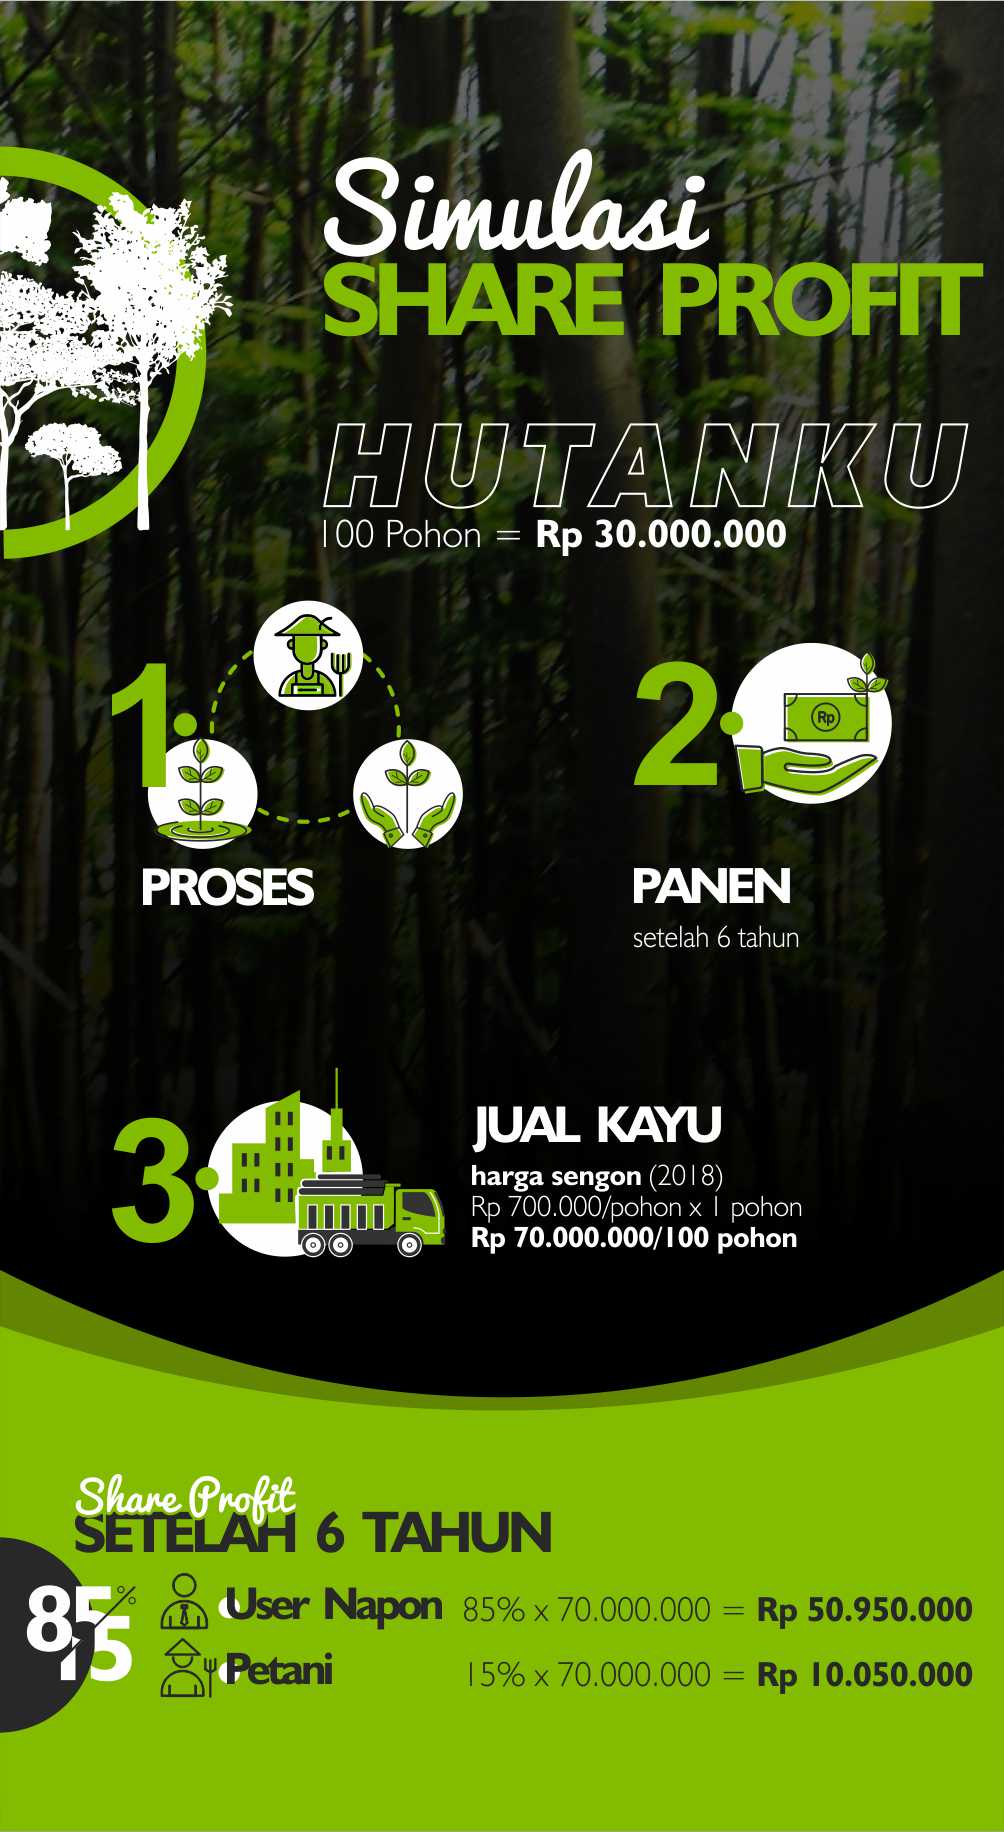 Simulasi
SHARE PROFIT
HUTANKU
100 Pohon = Rp 30.000.000
1
2
Rp
PROSES
PANEN
setelah 6 tahun
3
JUAL KAYU
harga sengon (2018)
Rp 700.000/pohon x 1 pohon
Rp 70.000.000/100 pohon
Share Profit
SETELAH 6 TAHUN
85%
15
User Napon 85% x 70.000.000 = Rp 50.950.000
Petani 15% x 70.000.000 = Rp 10.050.000